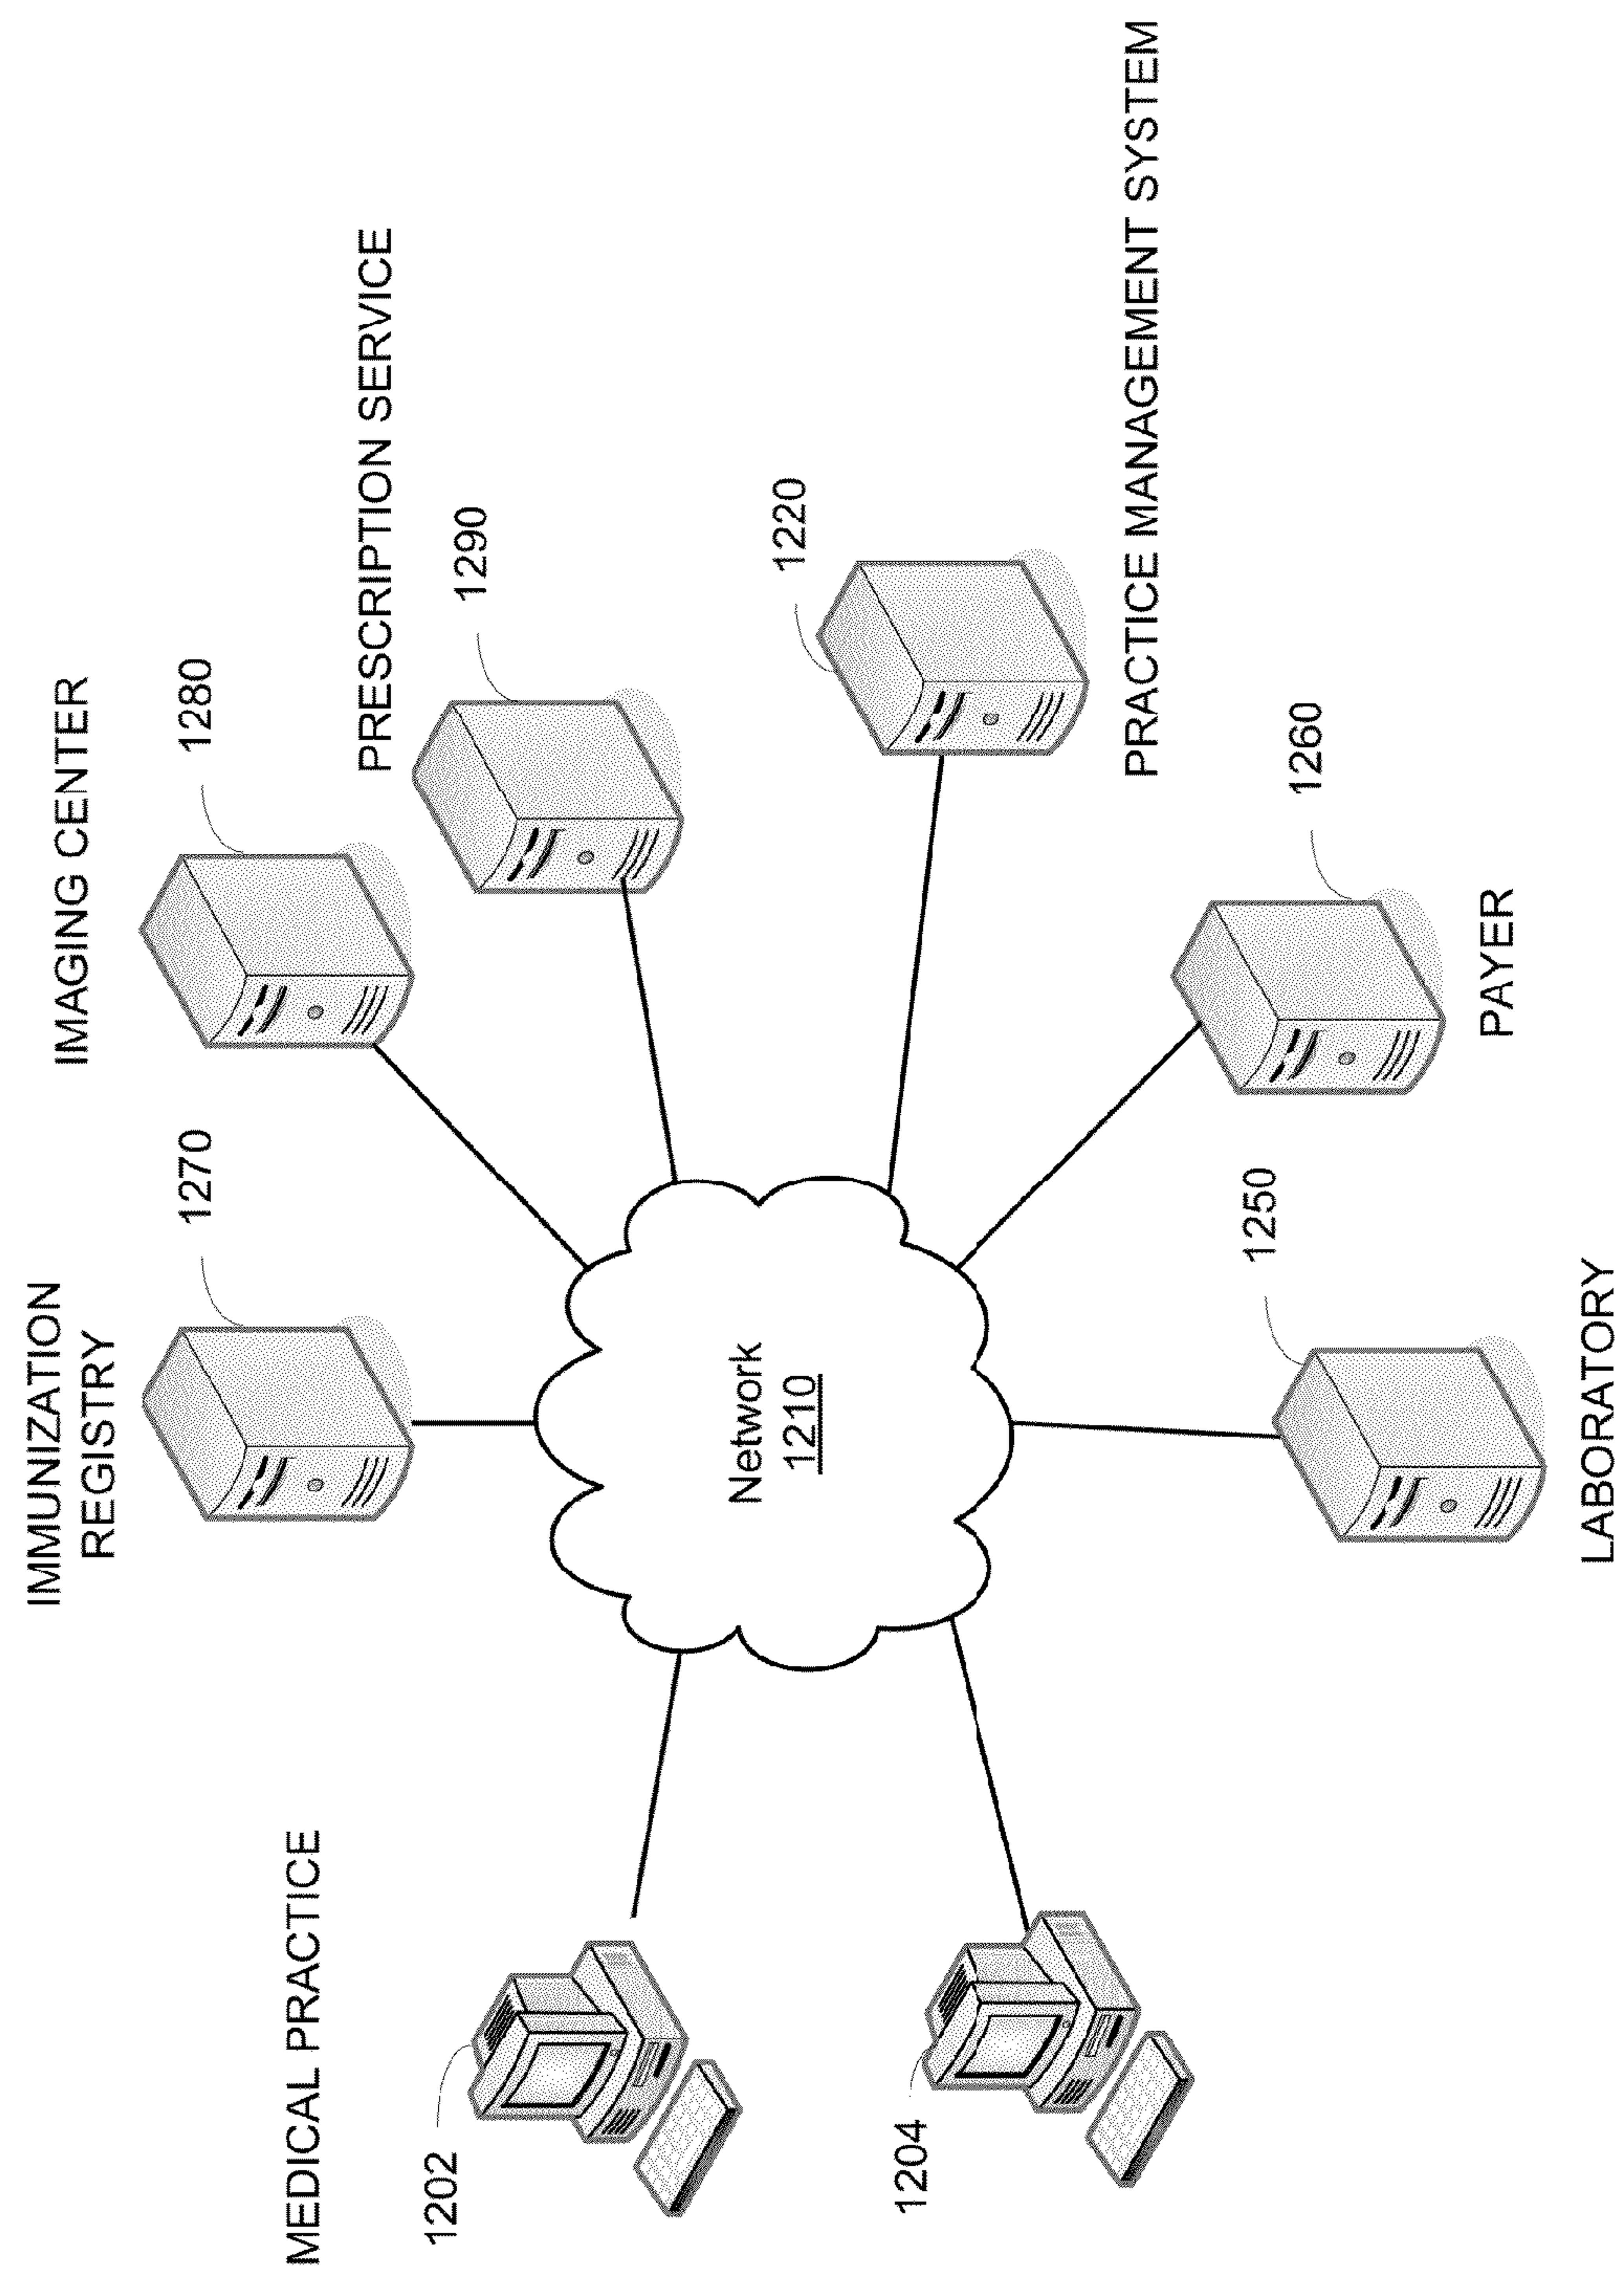 IMMUNIZATION
REGISTRY
1270
IMAGING CENTER
1280
PRESCRIPTION SERVICE
1290
MEDICAL PRACTICE
1202
Network
1210
1220
PRACTICE MANAGEMENT SYSTEM
1204
1250
LABORATORY
1260
PAYER